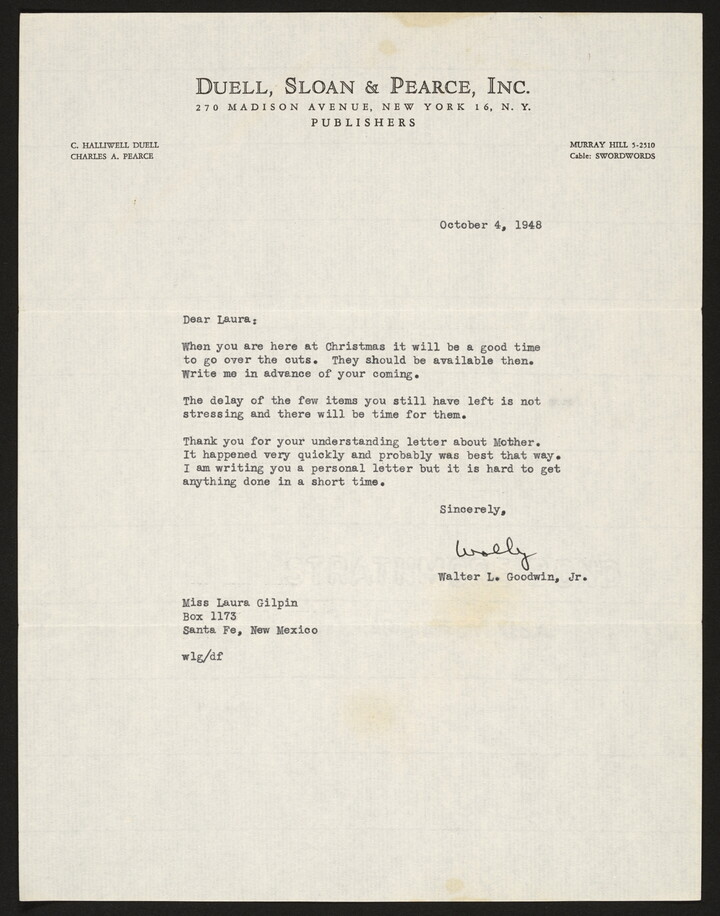 DUELL, SLOAN & PEARCE, INC.
270 MADISON AVENUE, NEW YORK 16, N. Y.
PUBLISHERS
C. HALLIWELL DUELL
CHARLES A. PEARCE
MURRAY HILL 5-2510
Cable: SWORDWORDS
October 4, 1948
Dear Laura:
When you are here at Christmas it will be a good time
to go over the cuts.  They should be available then.
Write me in advance of your coming.
The delay of the few items you still have left is not
stressing and there will be time for them.
Thank you for your understanding letter about Mother.
It happened very quickly and probably was best that way.
I am writing you a personal letter but it is hard to get
anything done in a short time.
Sincerely,
Wally
Walter L. Goodwin, Jr.
Miss Laura Gilpin
Box 1173
Santa Fe, New Mexico
wlg/df